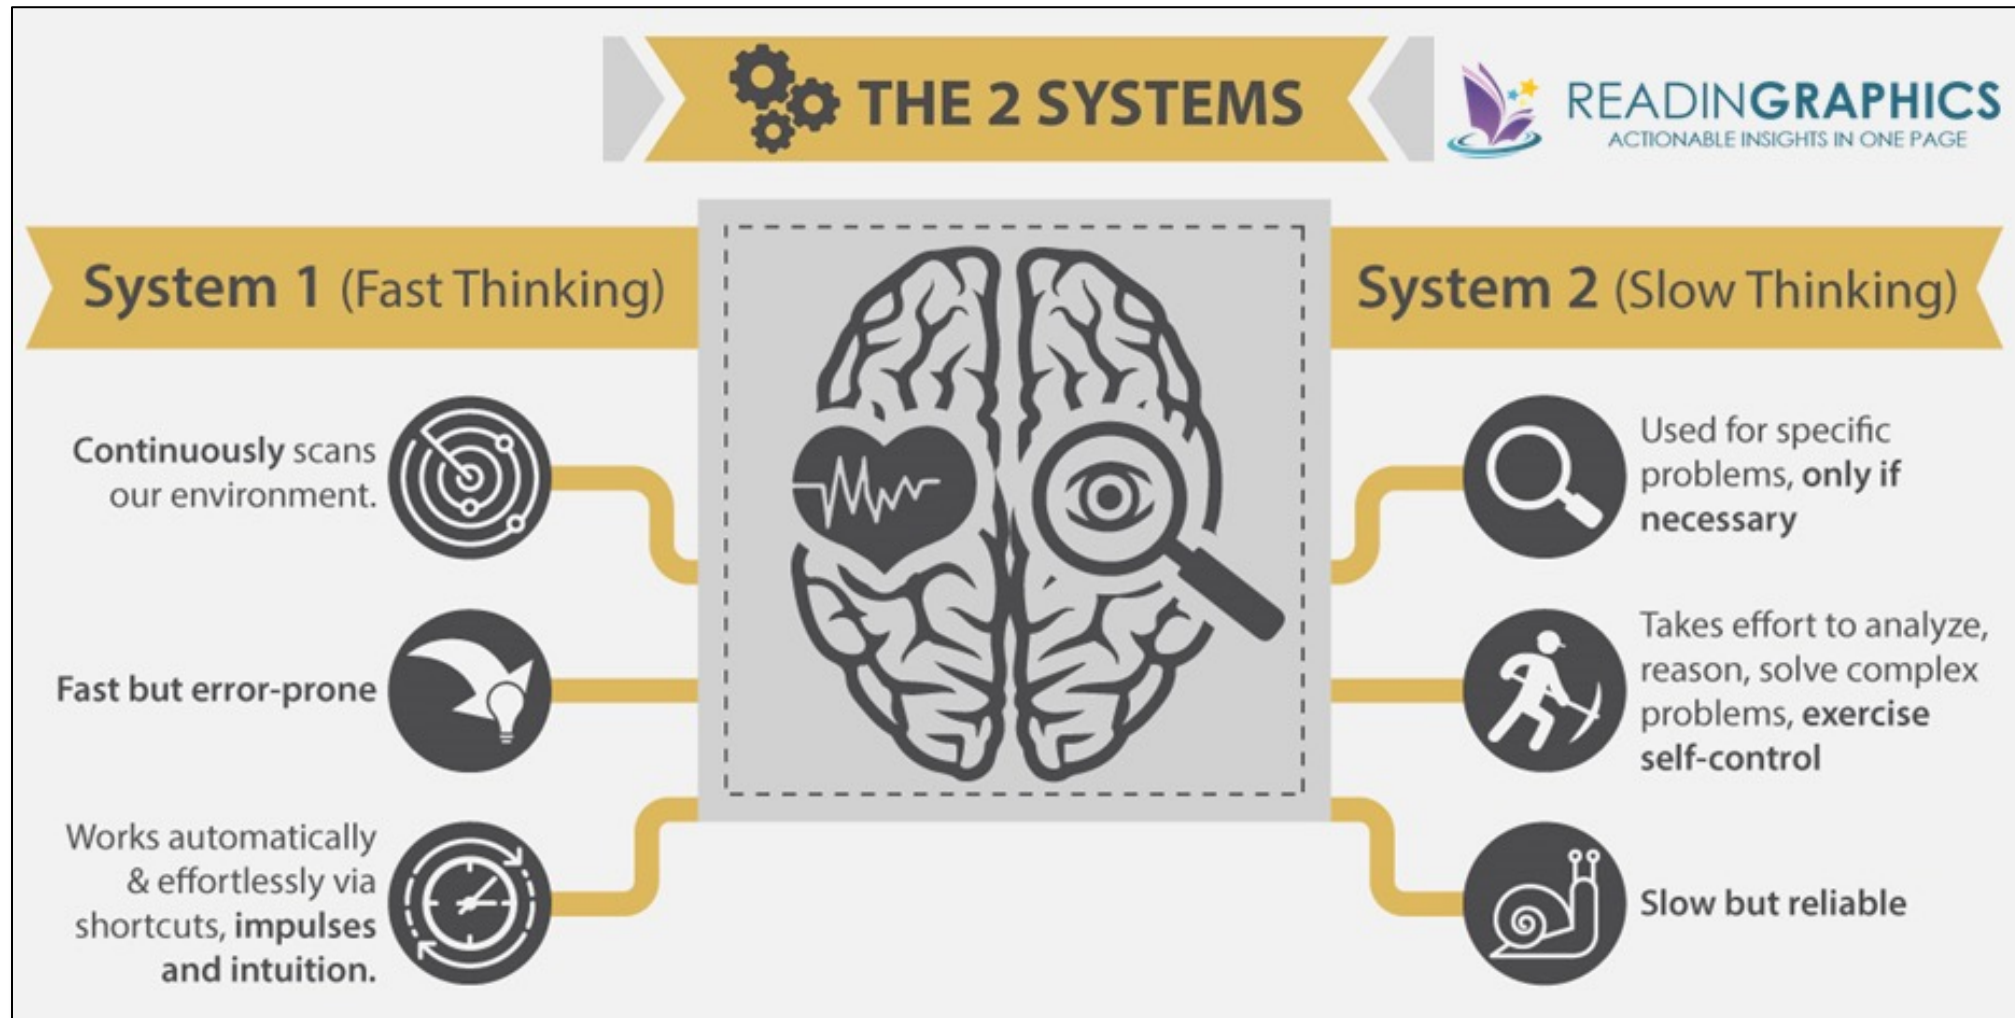 THE 2 SYSTEMS
READINGRAPHICS
ACTIONABLE INSIGHTS IN ONE PAGE
System 1 (Fast Thinking)
Continuously scans
our environment.
Fast but error-prone
Works automatically
& effortlessly via
shortcuts, impulses
and intuition.
System 2 (Slow Thinking)
Used for specific
problems, only if
necessary
Takes effort to analyze,
reason, solve complex
problems, exercise
self-control
Slow but reliable